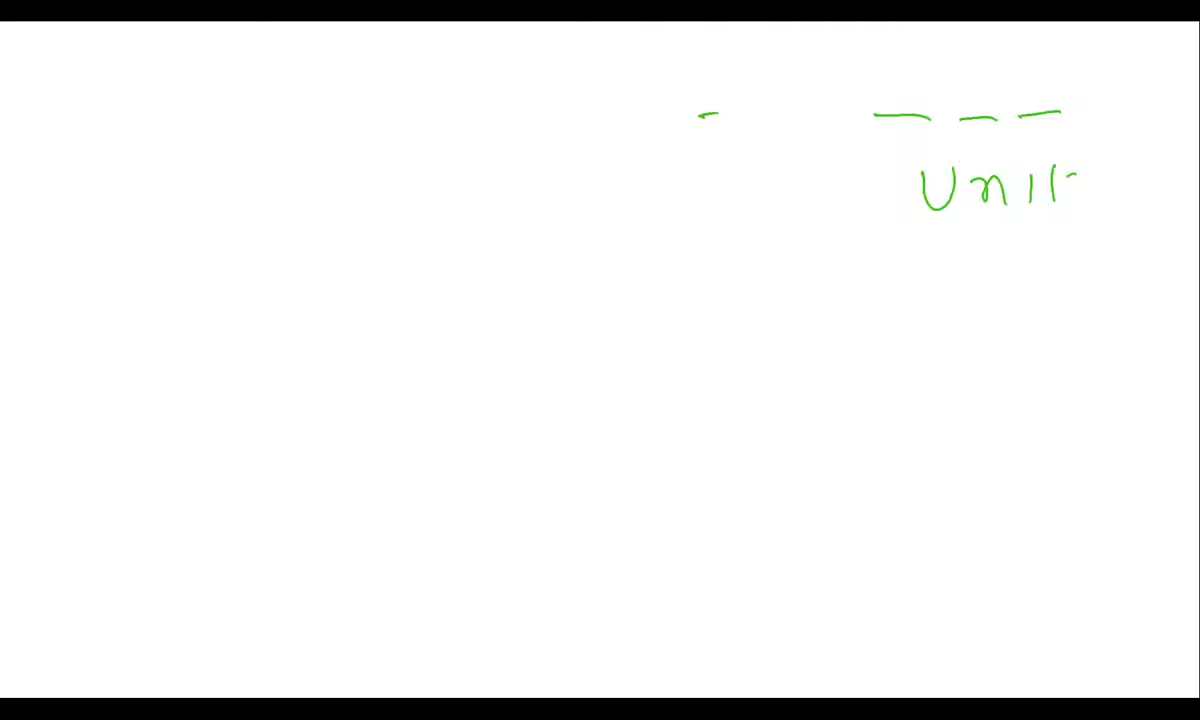 - — — —
Unit